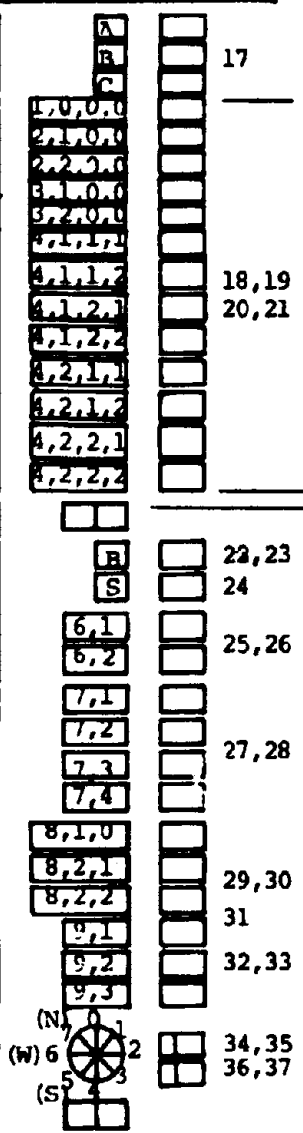 A
B 17
C
1,0,0,0
2,1,0,0
2,2,0,0
3,1,0,0
3,2,0,0
4,1,1,1
4,1,1,2 18,19
4,1,2,1 20,21
4,1,2,2
4,2,1,1
4,2,1,2
4,2,2,1
4,2,2,2
B 22,23
S 24
6,1
6,2 25,26
7,1
7,2
7,3 27,28
7,4
8,1,0
8,2,1 29,30
8,2,2
9,1 31
9,2 32,33
9,3
(N) 0
7 1
(W) 6 2 34,35
5 3 36,37
(S) 4